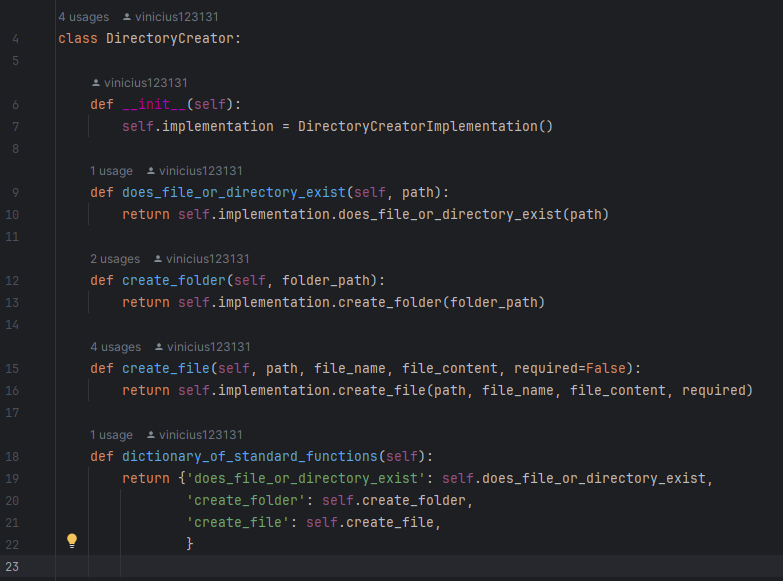 4 usages vinicius123131
4 class DirectoryCreator:
5
vinicius123131
6 def __init__(self):
7 self.implementation = DirectoryCreatorImplementation()
8
1 usage vinicius123131
9 def does_file_or_directory_exist(self, path):
10 return self.implementation.does_file_or_directory_exist(path)
11
2 usages vinicius123131
12 def create_folder(self, folder_path):
13 return self.implementation.create_folder(folder_path)
14
4 usages vinicius123131
15 def create_file(self, path, file_name, file_content, required=False):
16 return self.implementation.create_file(path, file_name, file_content, required)
17
1 usage vinicius123131
18 def dictionary_of_standard_functions(self):
19 return {'does_file_or_directory_exist': self.does_file_or_directory_exist,
20 'create_folder': self.create_folder,
21 'create_file': self.create_file,
22 }
23